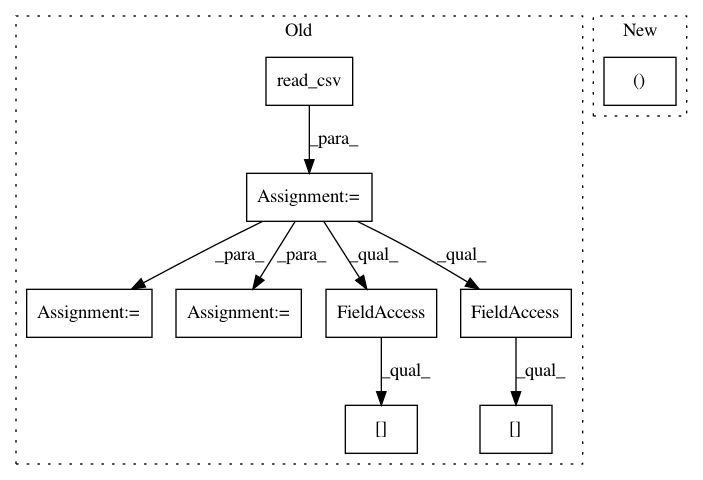 Old
New
read_csv
()
_para_
Assignment:=
_para_
_para_
_qual_
_qual_
Assignment:=
Assignment:=
FieldAccess
FieldAccess
_qual_
_qual_
[]
[]